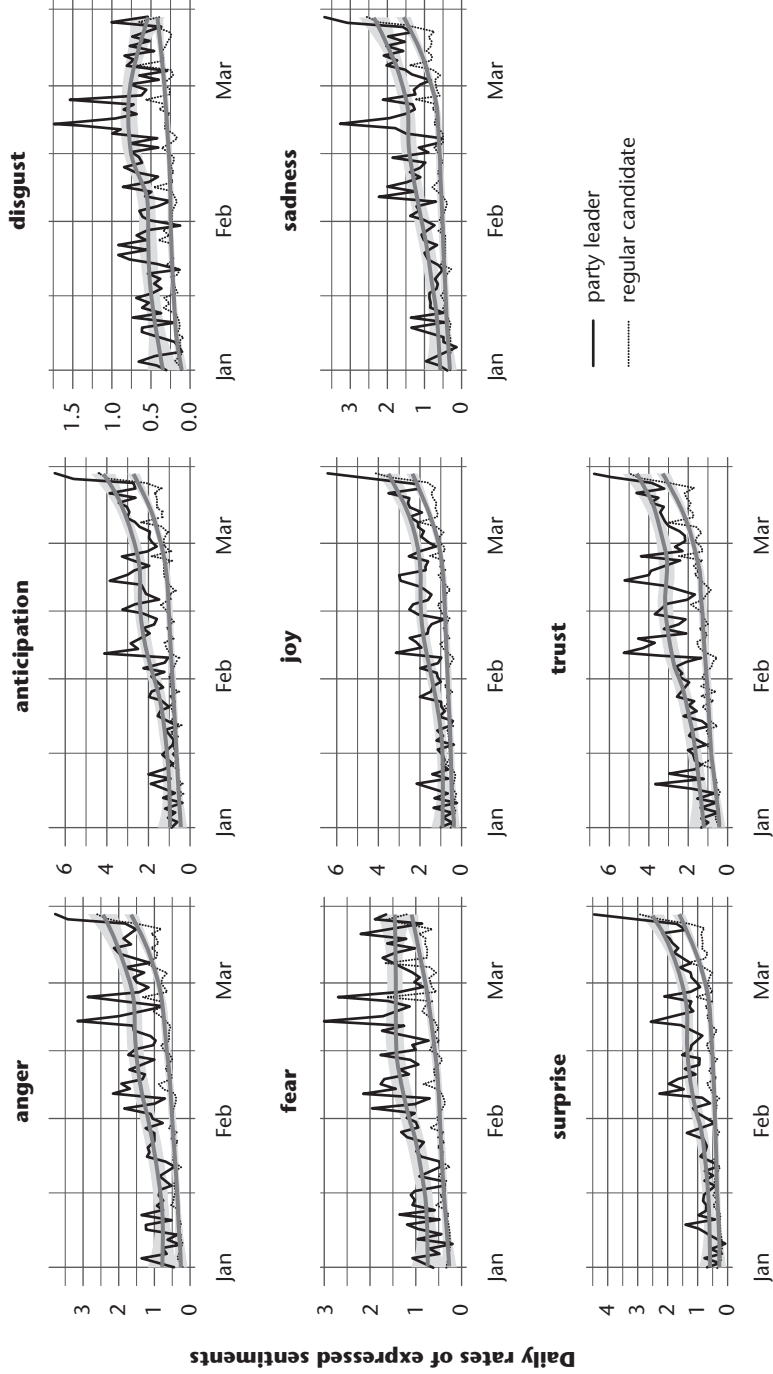 Daily rates of expressed sentiments
anger
3
2
1
0
Jan Feb Mar
anticipation
6
4
2
0
Jan Feb Mar
disgust
1.5
1.0
0.5
0.0
Jan Feb Mar
fear
3
2
1
0
Jan Feb Mar
joy
6
4
2
0
Jan Feb Mar
sadness
3
2
1
0
Jan Feb Mar
surprise
4
3
2
1
0
Jan Feb Mar
trust
6
4
2
0
Jan Feb Mar
party leader
regular candidate